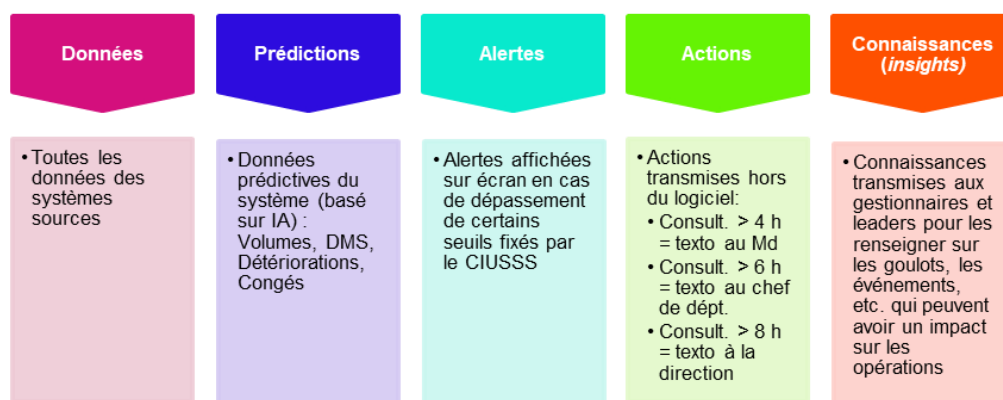 Données
Prédictions
Alertes
Actions
Connaissances
(insights)
• Toutes les
données des
systèmes
sources
• Données
prédictives du
système (basé
sur IA) :
Volumes, DMS,
Détériorations,
Congés
• Alertes affichées
sur écran en cas
de dépassement
de certains
seuils fixés par
le CIUSSS
• Actions
transmises hors
du logiciel:
• Consult. > 4 h
= texto au Md
• Consult. > 6 h
= texto au chef
de dépt.
• Consult. > 8 h
= texto à la
direction
• Connaissances
transmises aux
gestionnaires et
leaders pour les
renseigner sur
les goulots, les
événements,
etc. qui peuvent
avoir un impact
sur les
opérations